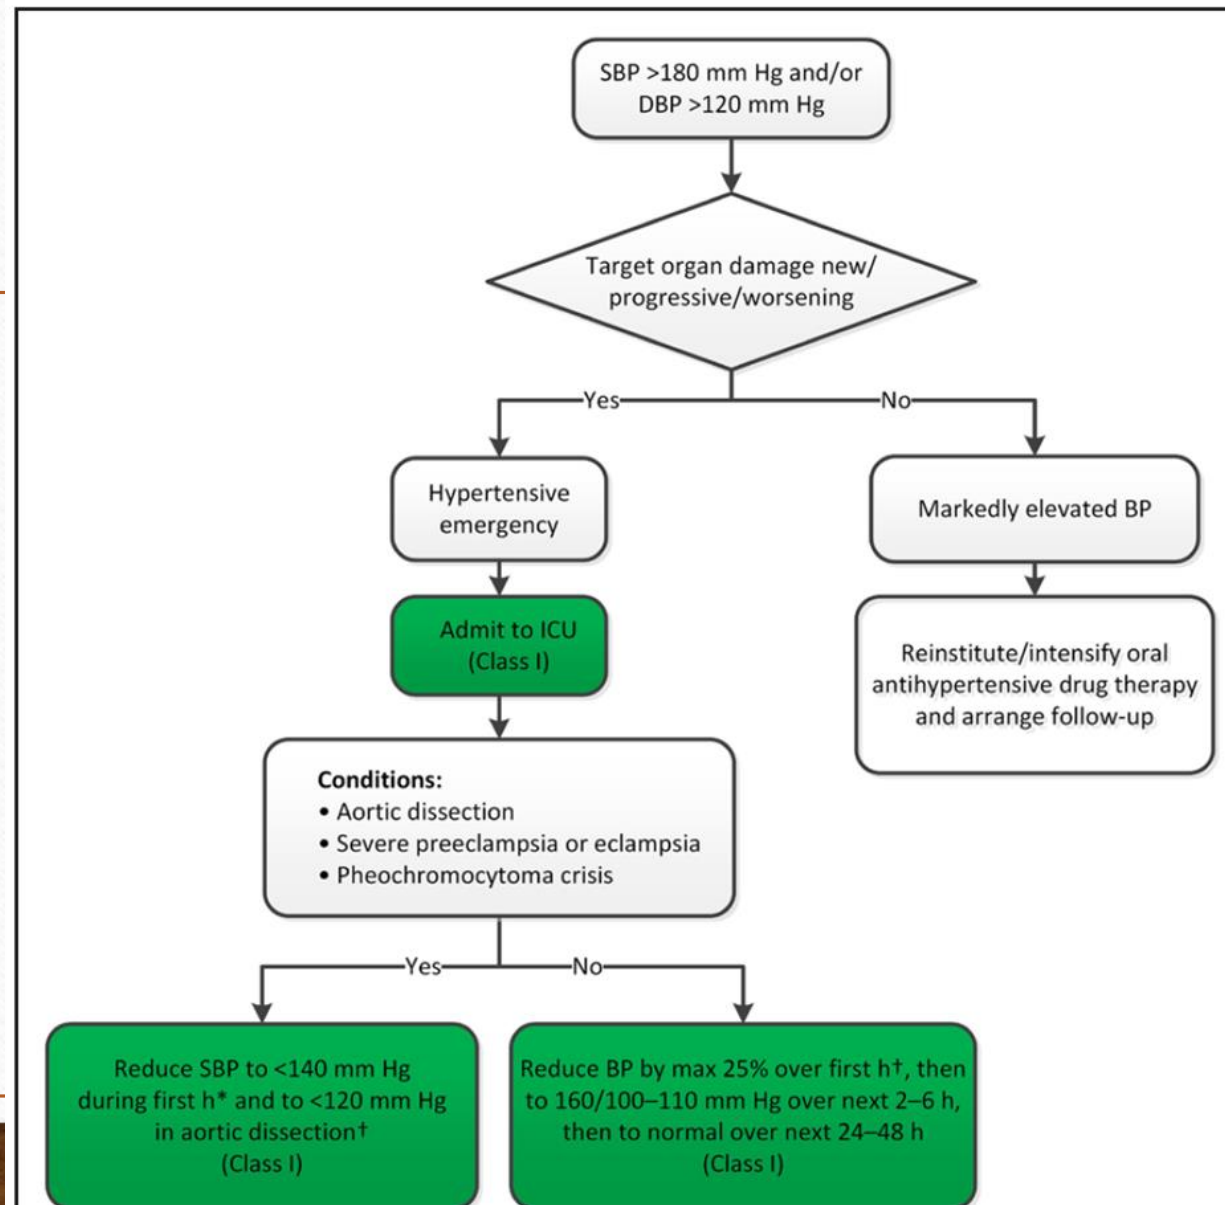 SBP >180 mm Hg and/or
DBP >120 mm Hg
Target organ damage new/
progressive/worsening
Yes
No
Hypertensive
emergency
Markedly elevated BP
Admit to ICU
(Class I)
Reinstitute/intensify oral
antihypertensive drug therapy
and arrange follow-up
Conditions:
• Aortic dissection
• Severe preeclampsia or eclampsia
• Pheochromocytoma crisis
Yes
No
Reduce SBP to <140 mm Hg
during first h* and to <120 mm Hg
in aortic dissection†
(Class I)
Reduce BP by max 25% over first h†, then
to 160/100–110 mm Hg over next 2–6 h,
then to normal over next 24–48 h
(Class I)